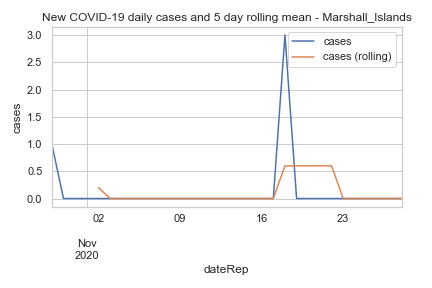 New COVID-19 daily cases and 5 day rolling mean - Marshall_Islands
cases
cases (rolling)
3.0
2.5
2.0
1.5
1.0
0.5
0.0
cases
02
09
16
23
Nov
2020
dateRep